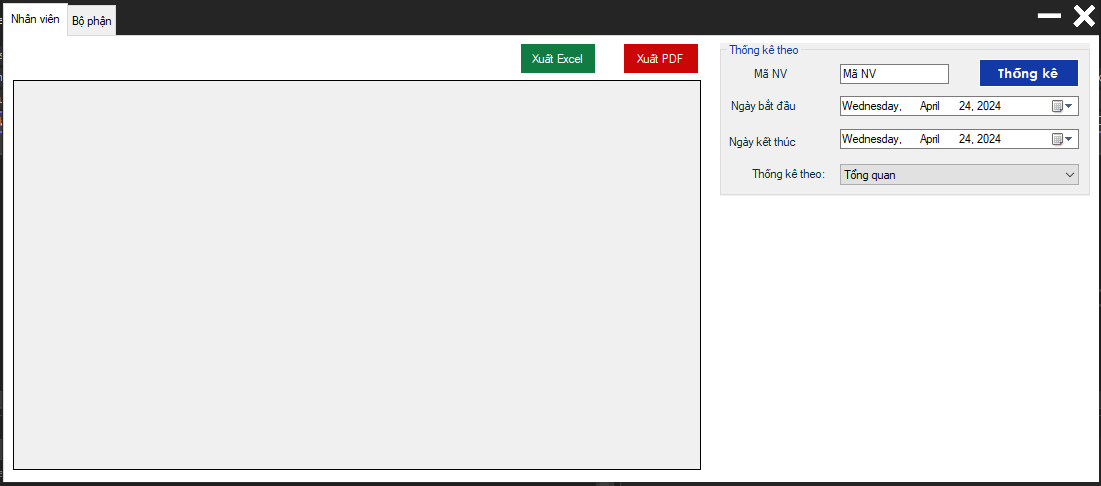 Nhân viên
Bộ phận
Xuất Excel
Xuất PDF
Thống kê theo
Mã NV
Mã NV
Thống kê
Ngày bắt đầu
Wednesday, April 24, 2024
Ngày kết thúc
Wednesday, April 24, 2024
Thống kê theo:
Tổng quan